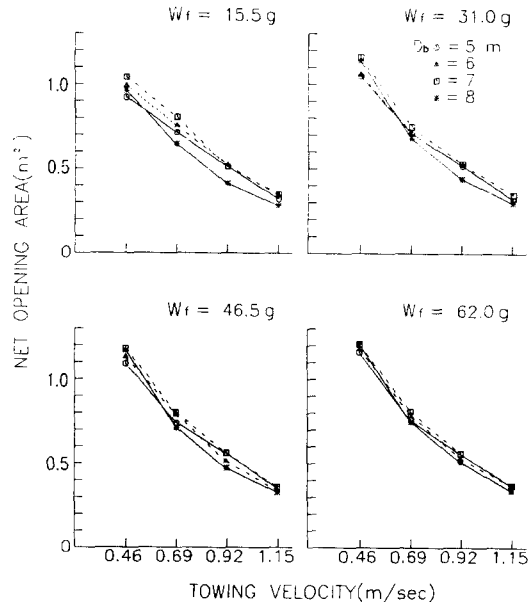 Wf = 15.5 g
Wf = 31.0 g
Db ○ = 5 m
▲ = 6
□ = 7
* = 8
1.0
0.5
0
Wf = 46.5 g
Wf = 62.0 g
1.0
0.5
0
0.46 0.69 0.92 1.15
0.46 0.69 0.92 1.15
NET OPENING AREA(m²)
TOWING VELOCITY(m/sec)